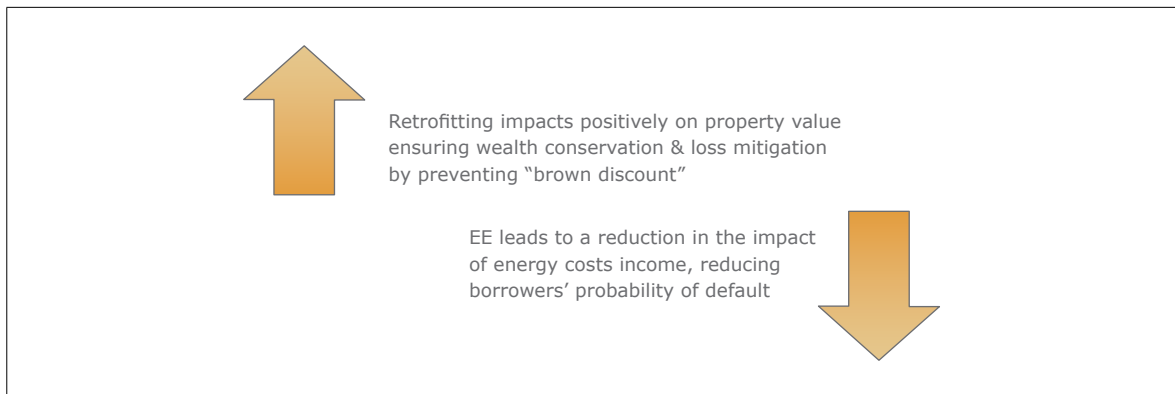 Retrofitting impacts positively on property value
ensuring wealth conservation & loss mitigation
by preventing “brown discount”
EE leads to a reduction in the impact
of energy costs income, reducing
borrowers’ probability of default